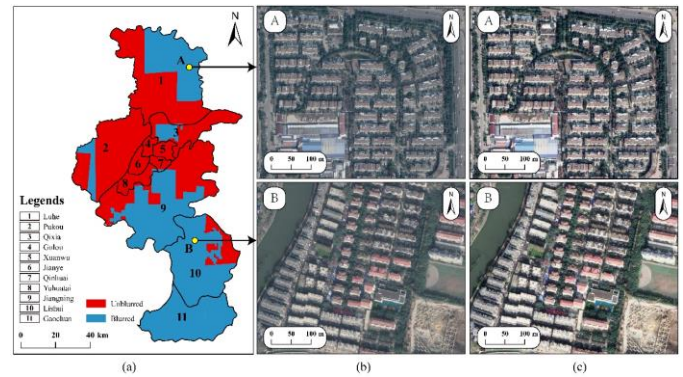 N
A
1
2
3
4
5
6
7
8
9
B
10
11
Legends
1 Luhe
2 Pukou
3 Qixia
4 Gulou
5 Xuanwu
6 Jianye
7 Qinhuai
8 Yuhuatai
9 Jiangning
10 Lishui
11 Gaochun
Unblurred
Blurred
0 20 40 km
(a)
A
N
0 50 100 m
B
N
0 50 100 m
(b)
A
N
0 50 100 m
B
N
0 50 100 m
(c)